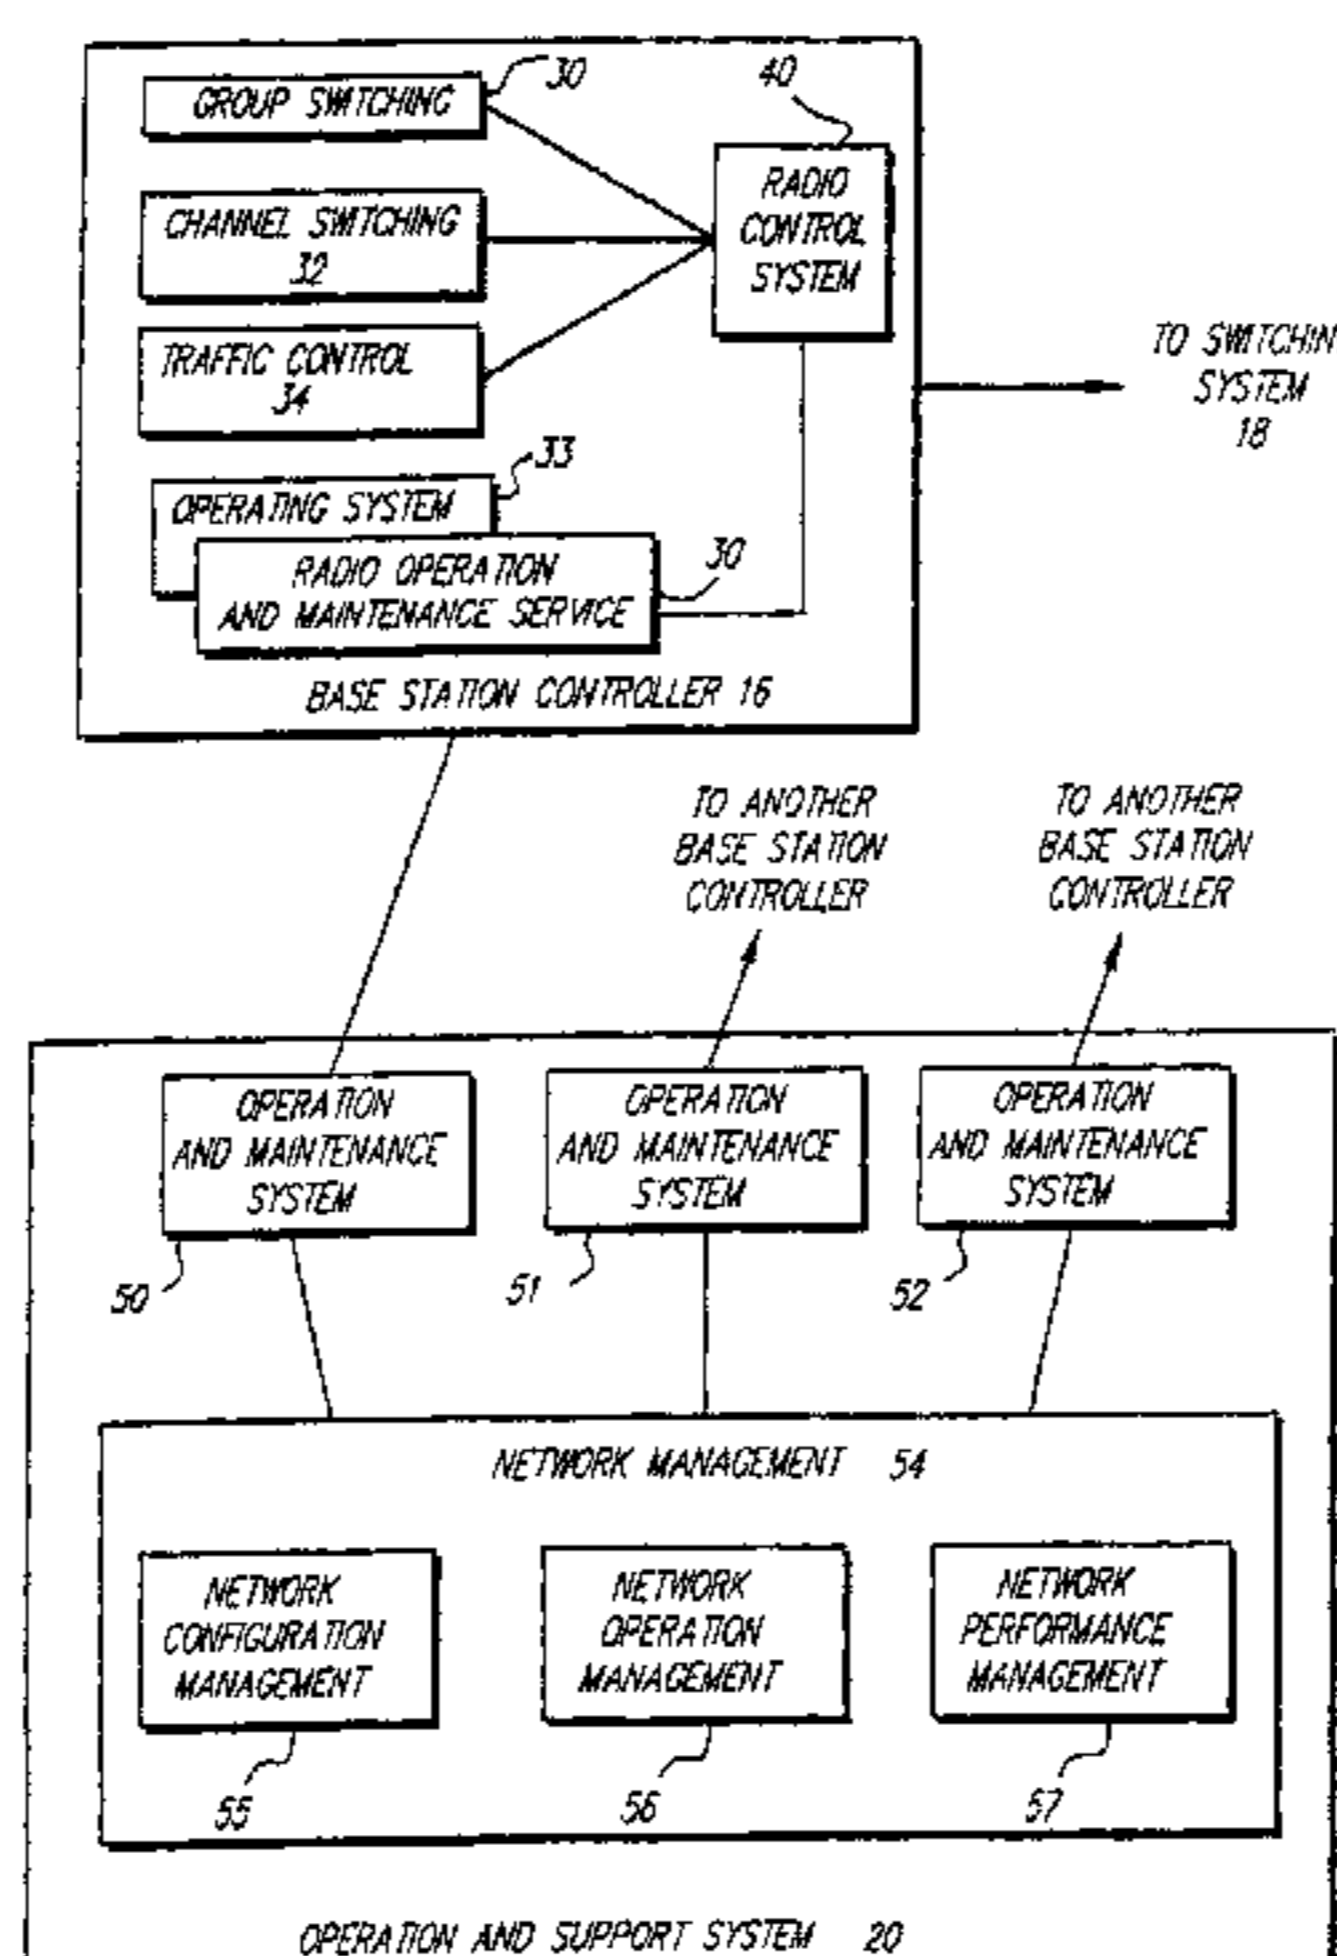 GROUP SWITCHING
30
40
RADIO
CONTROL
SYSTEM
CHANNEL SWITCHING
32
TRAFFIC CONTROL
34
TO SWITCHIN
SYSTEM
18
33
OPERATING SYSTEM
RADIO OPERATION
AND MAINTENANCE SERVICE
30
BASE STATION CONTROLLER 16
TO ANOTHER
BASE STATION
CONTROLLER
TO ANOTHER
BASE STATION
CONTROLLER
OPERATION
AND MAINTENANCE
SYSTEM
50
OPERATION
AND MAINTENANCE
SYSTEM
51
OPERATION
AND MAINTENANCE
SYSTEM
52
NETWORK MANAGEMENT 54
NETWORK
CONFIGURATION
MANAGEMENT
55
NETWORK
OPERATION
MANAGEMENT
56
NETWORK
PERFORMANCE
MANAGEMENT
57
OPERATION AND SUPPORT SYSTEM 20